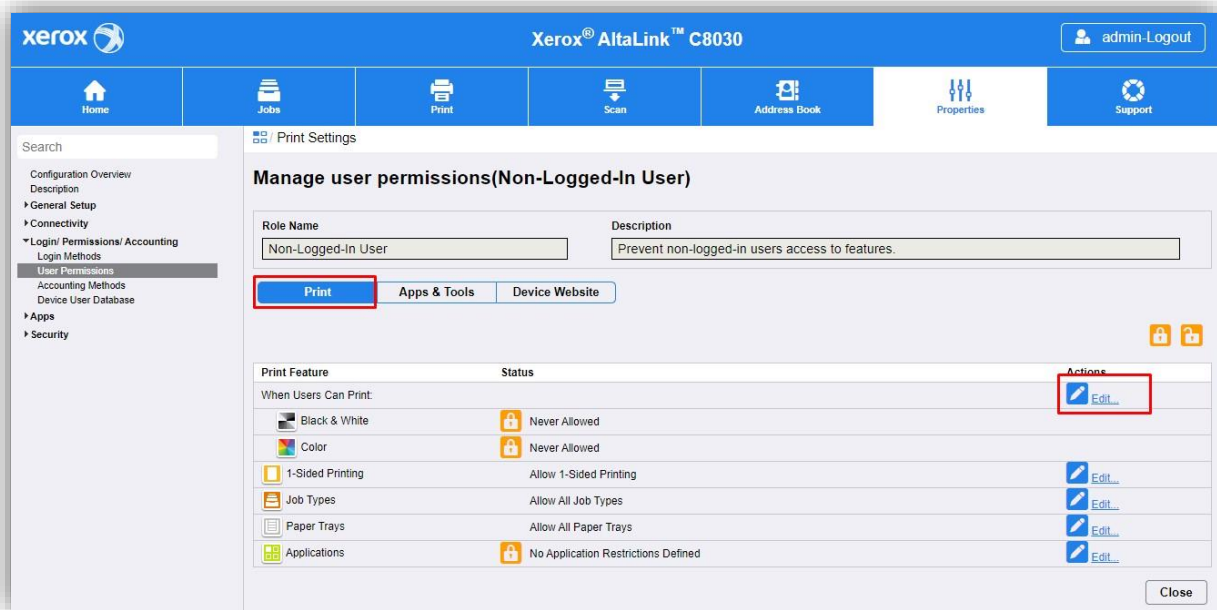 xerox
Xerox® AltaLink™ C8030
admin-Logout
Home
Jobs
Print
Scan
Address Book
Properties
Support
Search
Configuration Overview
Description
General Setup
Connectivity
Login/ Permissions/ Accounting
Login Methods
User Permissions
Accounting Methods
Device User Database
Apps
Security
/ Print Settings
Manage user permissions(Non-Logged-In User)
Role Name
Description
Non-Logged-In User
Prevent non-logged-in users access to features.
Print
Apps & Tools
Device Website
Print Feature Status Actions
When Users Can Print: Edit...
Black & White Never Allowed
Color Never Allowed
1-Sided Printing Allow 1-Sided Printing Edit...
Job Types Allow All Job Types Edit...
Paper Trays Allow All Paper Trays Edit...
Applications No Application Restrictions Defined Edit...
Close